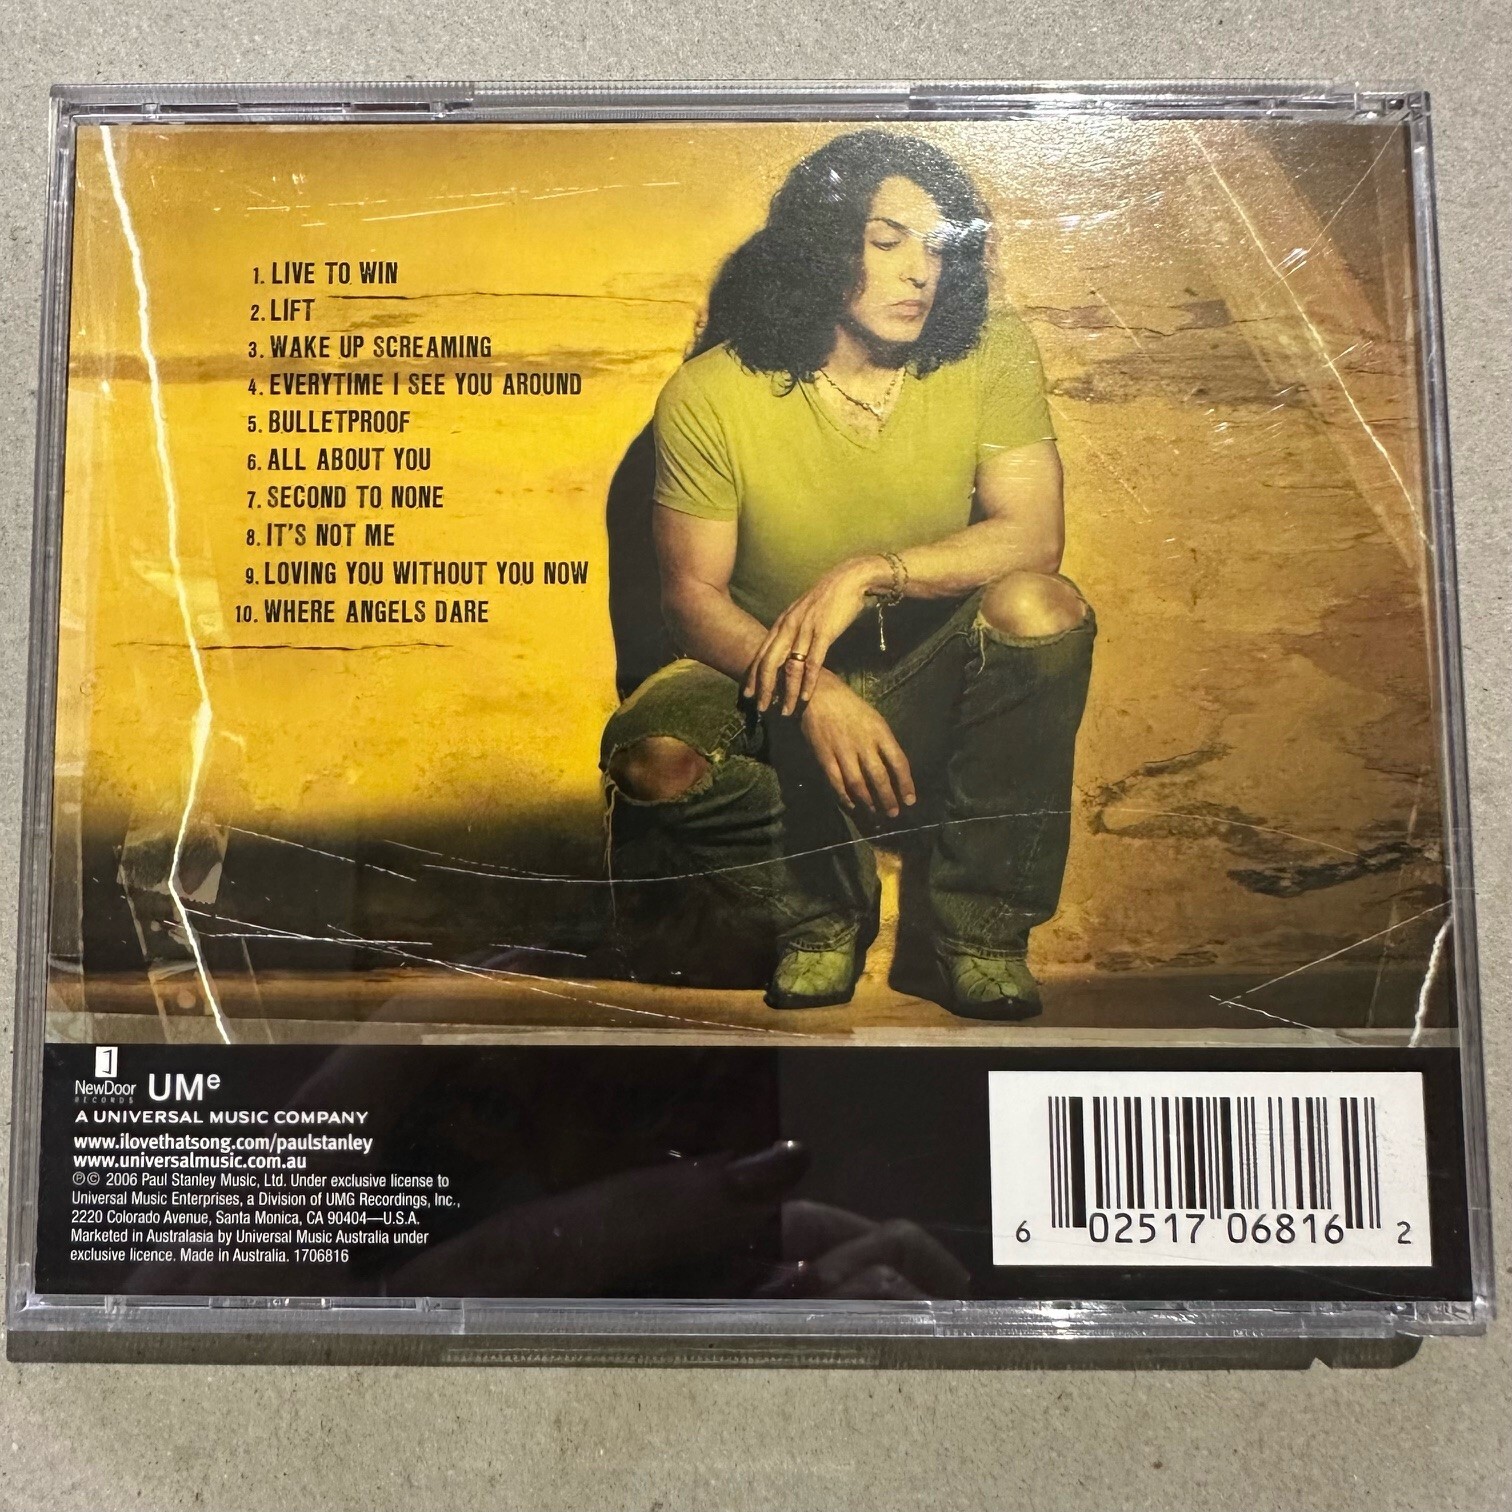 1. LIVE TO WIN
2. LIFT
3. WAKE UP SCREAMING
4. EVERYTIME I SEE YOU AROUND
5. BULLETPROOF
6. ALL ABOUT YOU
7. SECOND TO NONE
8. IT'S NOT ME
9. LOVING YOU WITHOUT YOU NOW
10. WHERE ANGELS DARE
NewDoor
RECORDS
UMe
A UNIVERSAL MUSIC COMPANY
www.ilovethatsong.com/paulstanley
www.universalmusic.com.au
℗© 2006 Paul Stanley Music, Ltd. Under exclusive license to
Universal Music Enterprises, a Division of UMG Recordings, Inc.,
2220 Colorado Avenue, Santa Monica, CA 90404—U.S.A.
Marketed in Australasia by Universal Music Australia under
exclusive licence. Made in Australia. 1706816
6 02517 06816 2